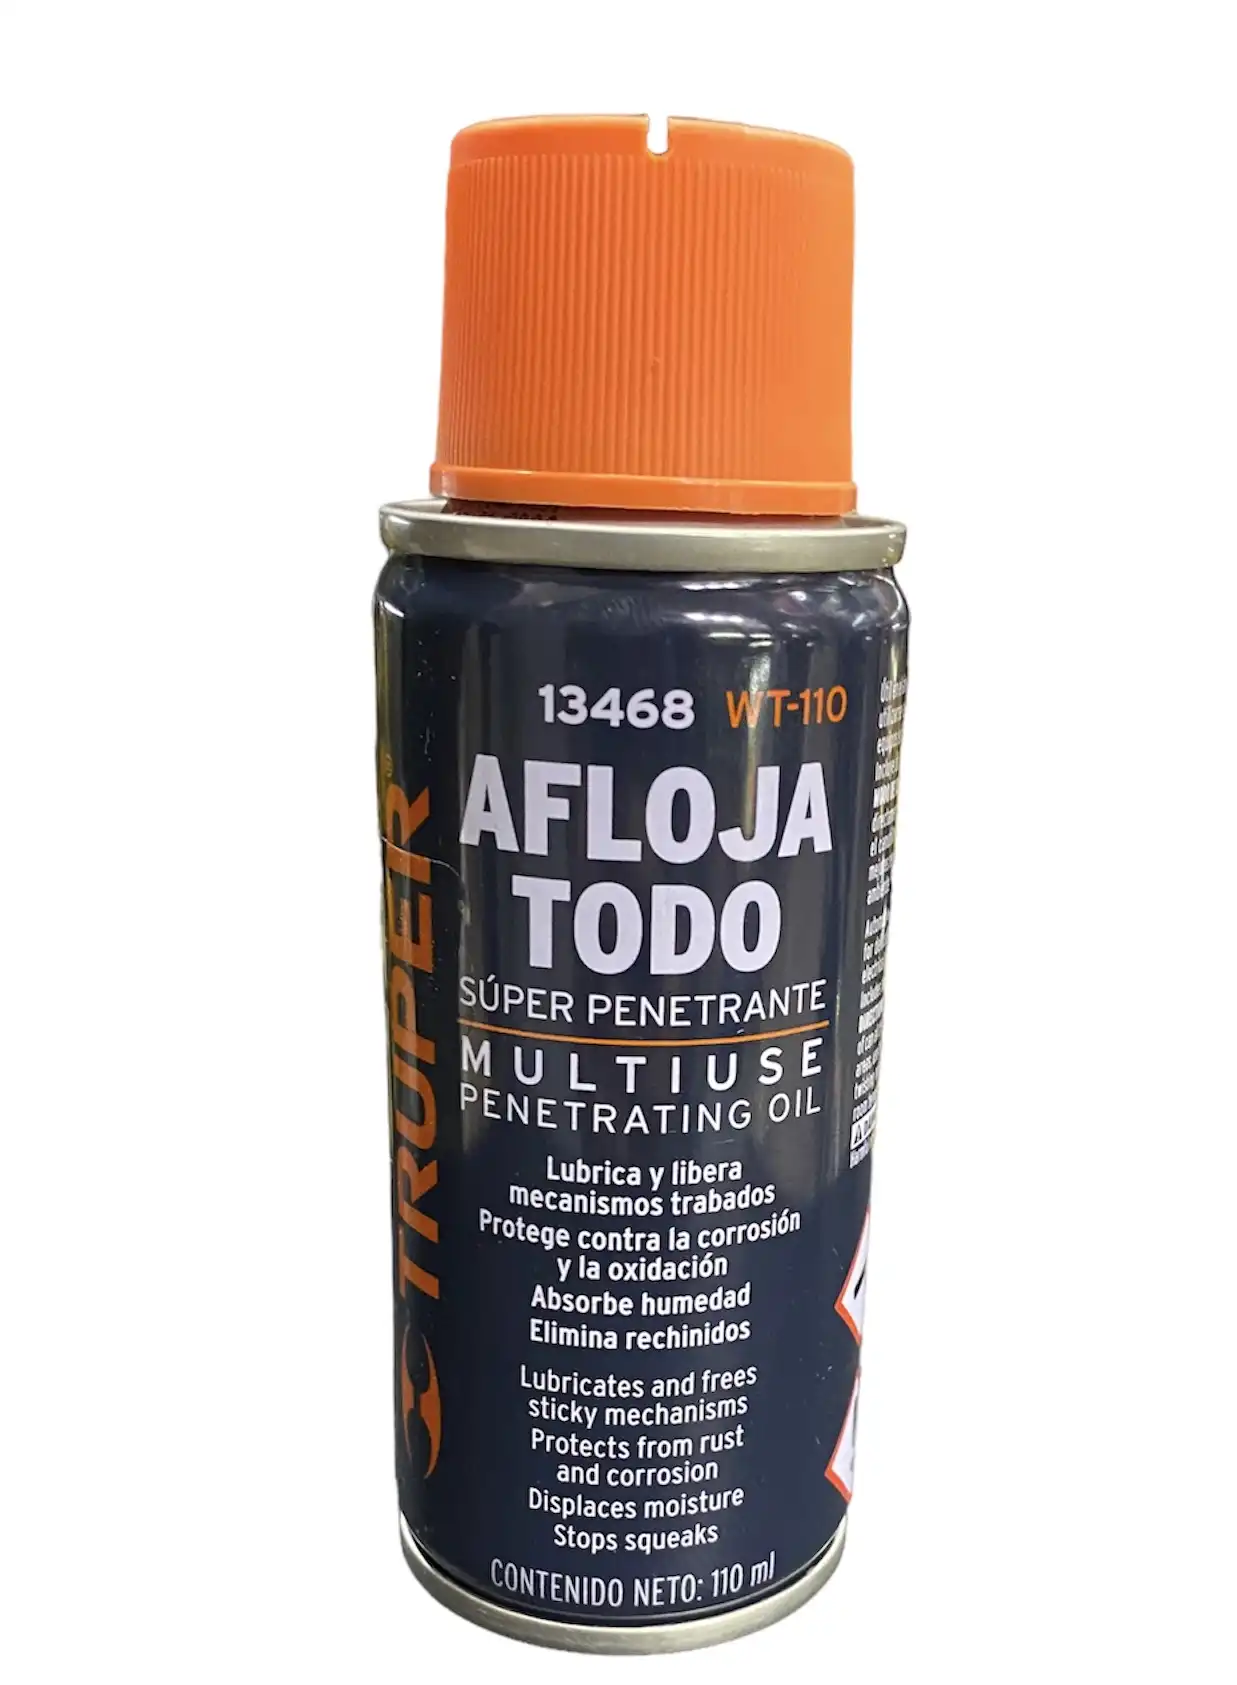 13468 WT-110
TRUPER®
AFLOJA
TODO
SÚPER PENETRANTE
MULTIUSE
PENETRATING OIL
Lubrica y libera
mecanismos trabados
Protege contra la corrosión
y la oxidación
Absorbe humedad
Elimina rechinidos
Lubricates and frees
sticky mechanisms
Protects from rust
and corrosion
Displaces moisture
Stops squeaks
CONTENIDO NETO: 110 ml